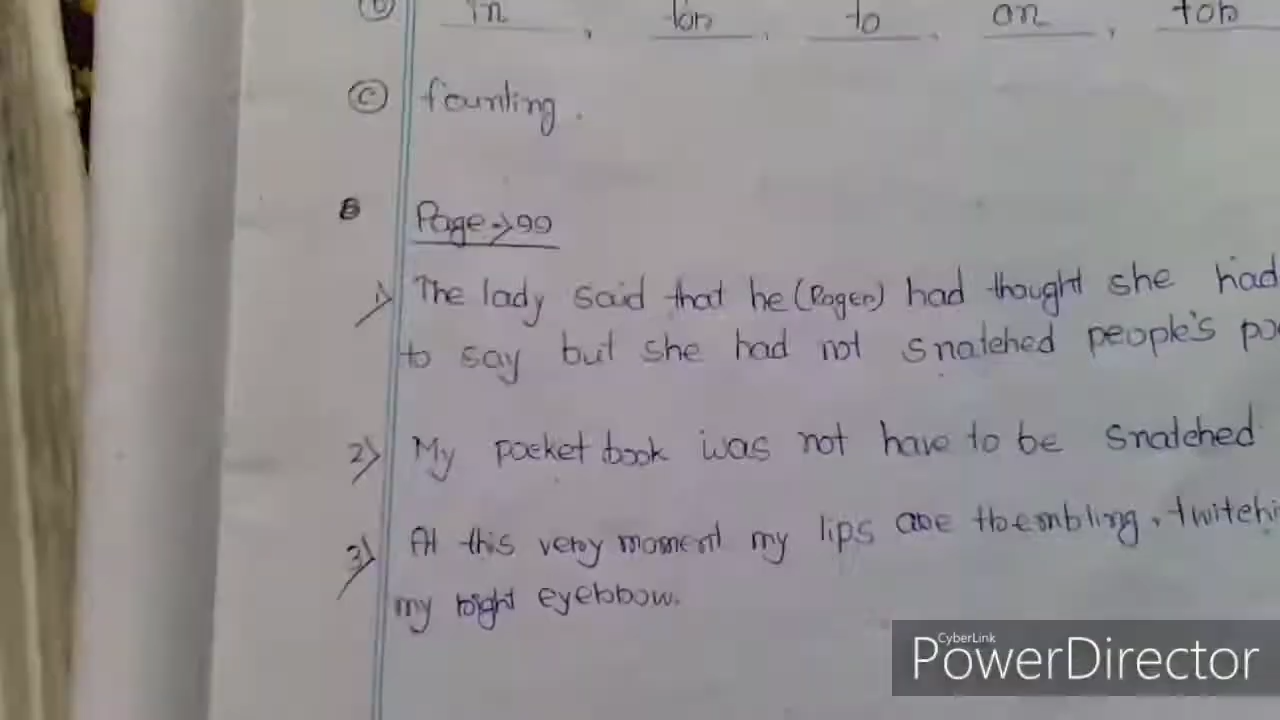 in, for, to, on, for
C founting.
Page → 99
1) The lady said that he (Roger) had thought she had
to say but she had not snatched people's po
2) My pocket book was not have to be snatched
3) At this very moment my lips are trembling, twitchi
my right eyebrow.
CyberLink
PowerDirector